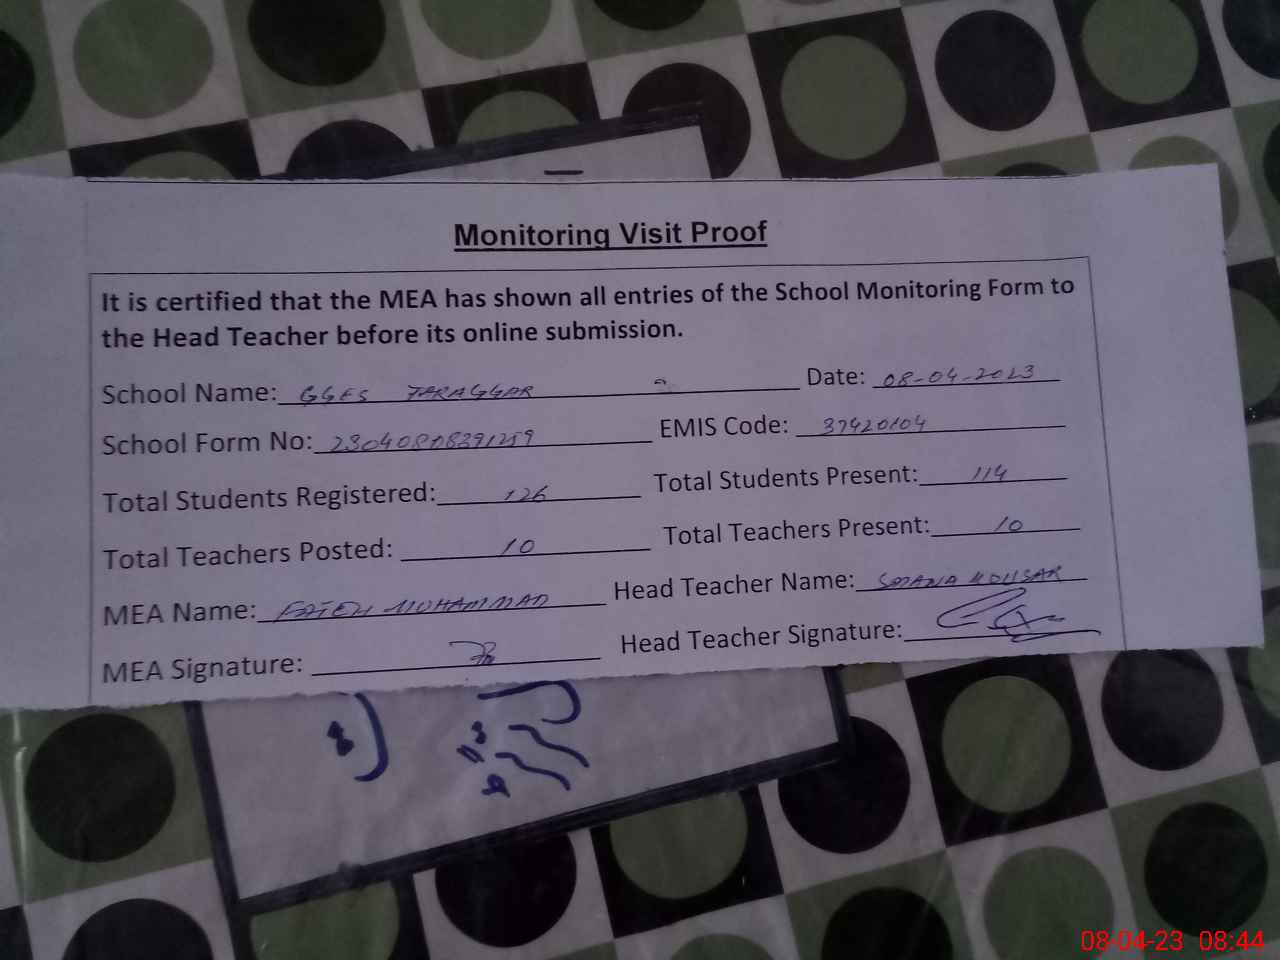 Monitoring Visit Proof
It is certified that the MEA has shown all entries of the School Monitoring Form to
the Head Teacher before its online submission.
School Name: GGES TARAGGAR Date: 08-04-2023
School Form No: EMIS Code: 37420104
Total Students Registered: 126 Total Students Present: 114
Total Teachers Posted: 10 Total Teachers Present: 10
MEA Name: FATEH MUHAMMAD Head Teacher Name:
MEA Signature: Head Teacher Signature:
08-04-23 08:44